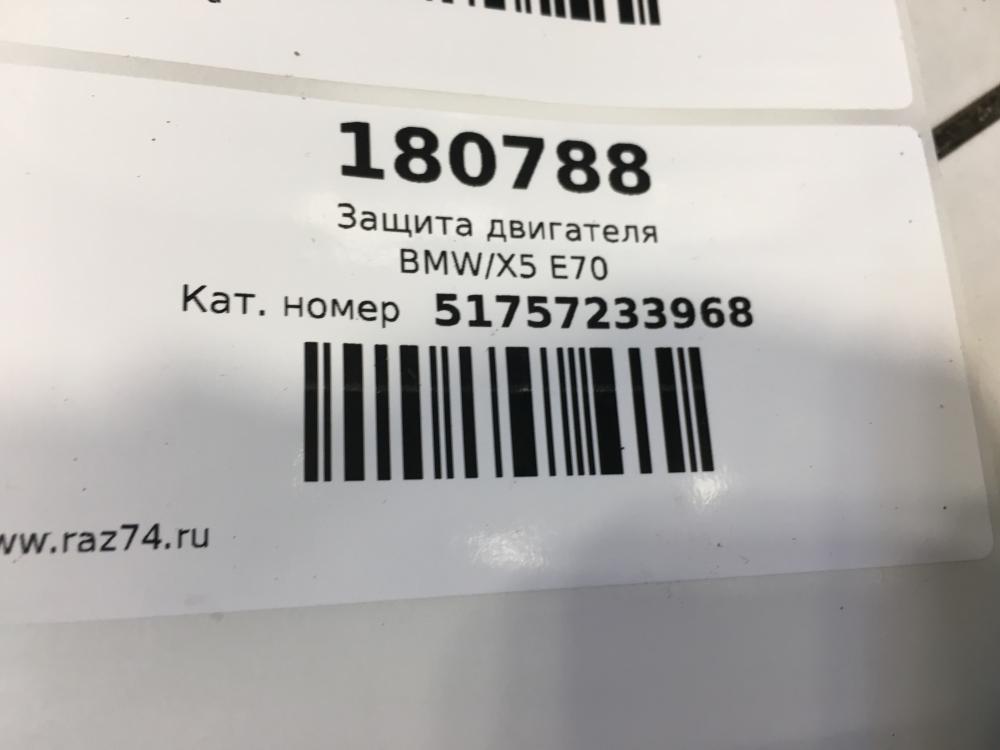 180788
Защита двигателя
BMW/X5 E70
Кат. номер 51757233968
ww.raz74.ru